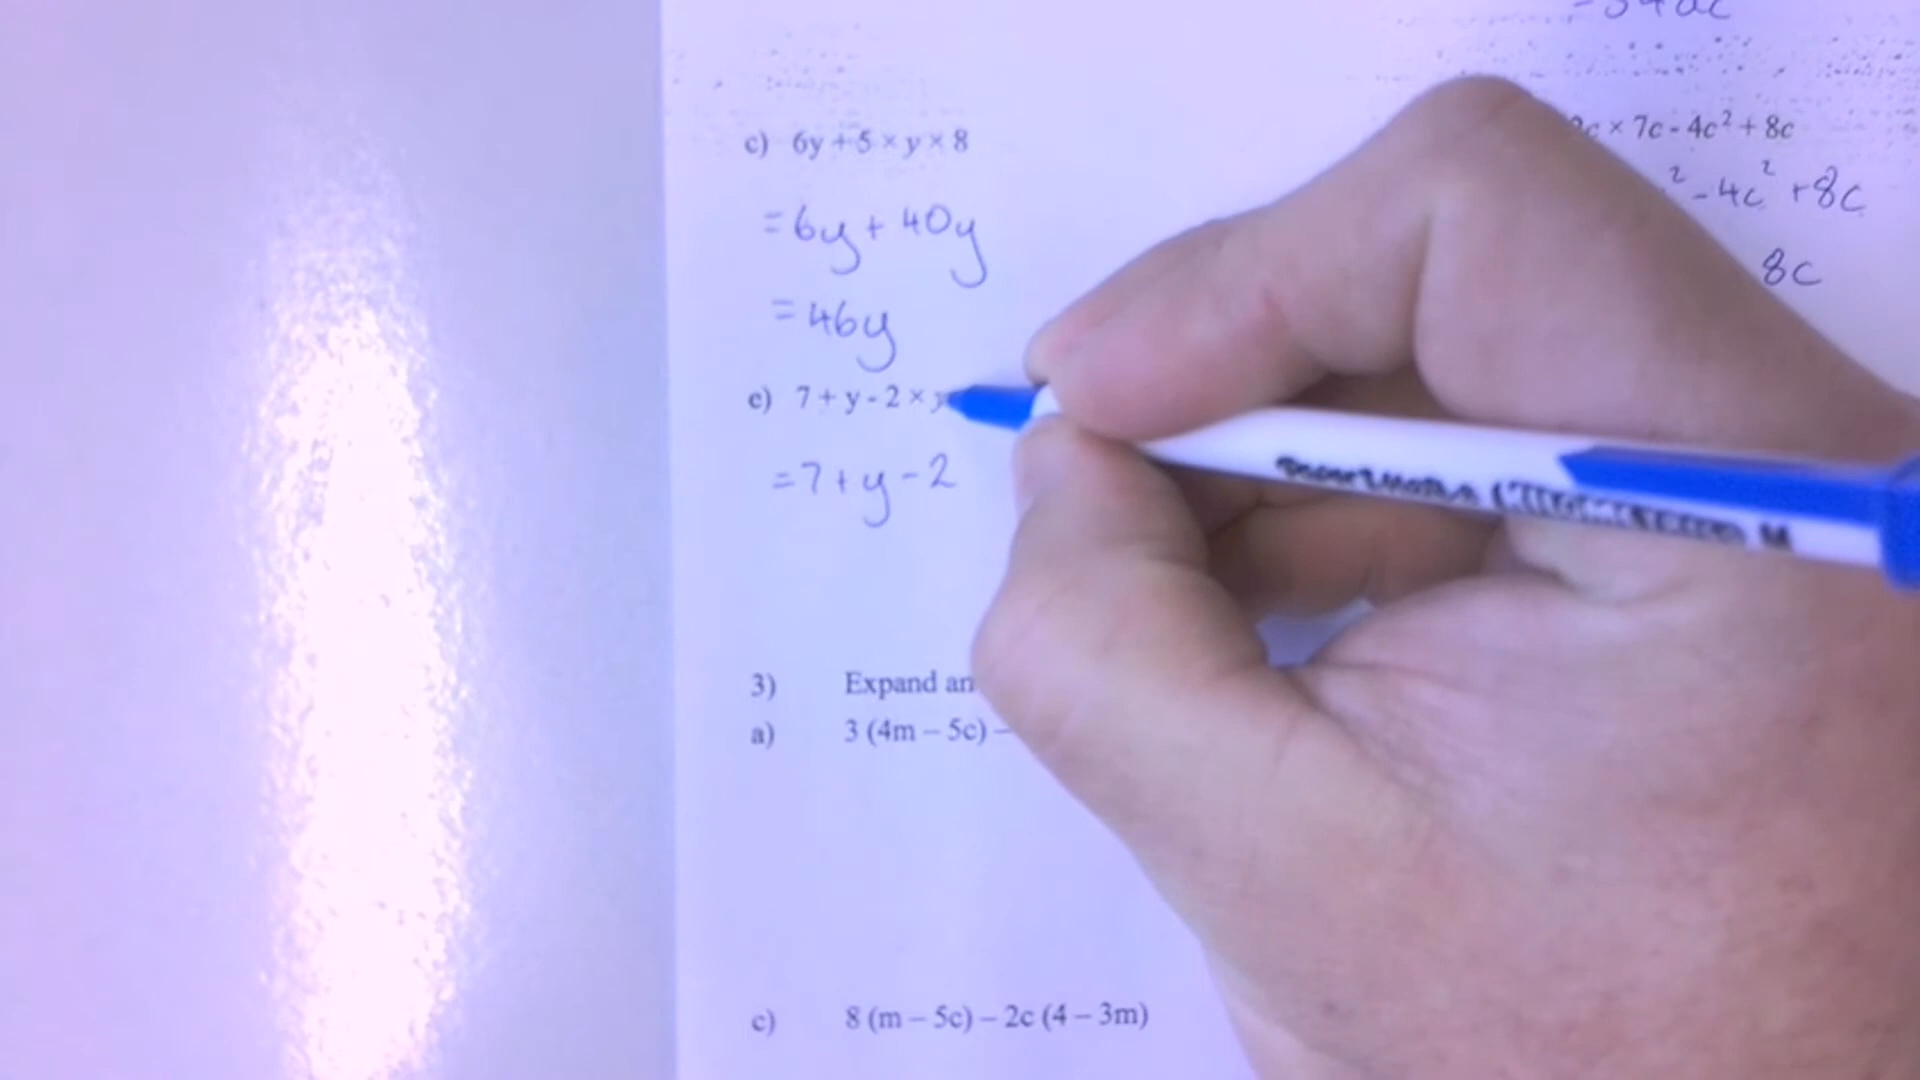 c) 6y + 5 × y × 8
= 6y + 40y
= 46y
e) 7 + y - 2 × y
= 7 + y - 2
3) Expand
a) 3 (4m – 5c) –
c) 8 (m – 5c) – 2c (4 – 3m)
× 7c - 4c² + 8c
² - 4c² + 8c
8c